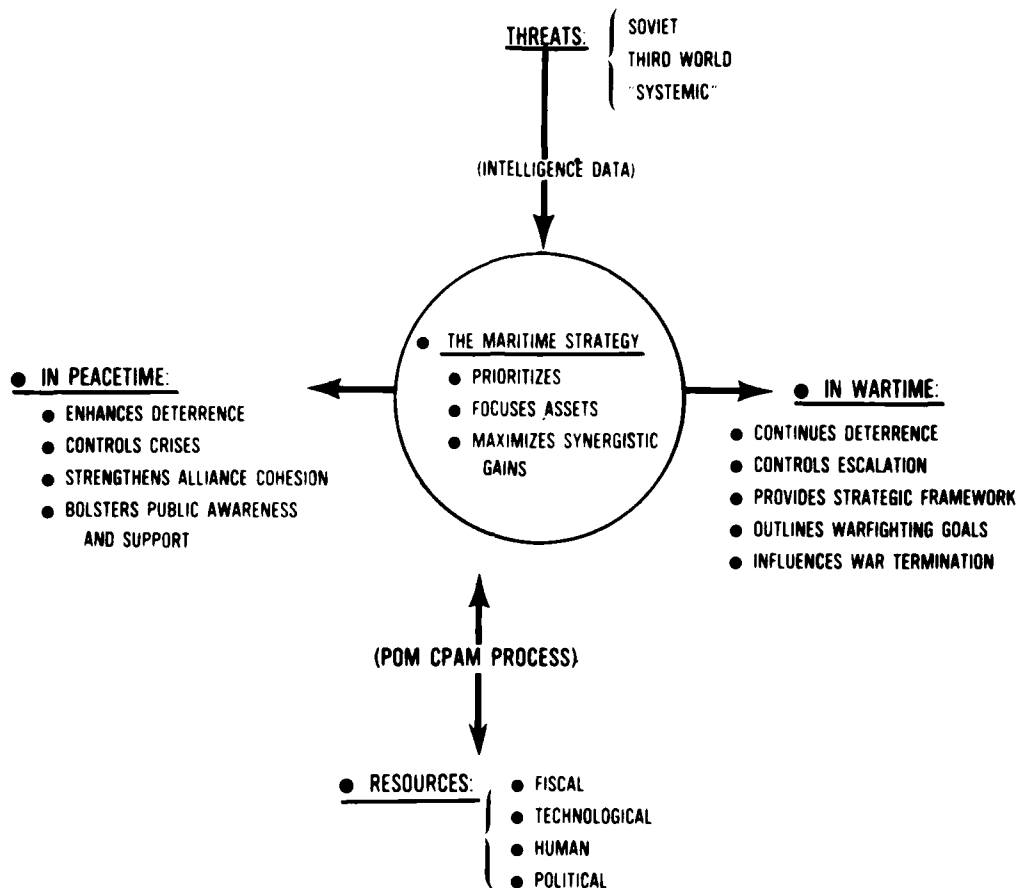 THREATS:
SOVIET
THIRD WORLD
"SYSTEMIC"
(INTELLIGENCE DATA)
● THE MARITIME STRATEGY
● PRIORITIZES
● FOCUSES ASSETS
● MAXIMIZES SYNERGISTIC
GAINS
● IN PEACETIME:
● ENHANCES DETERRENCE
● CONTROLS CRISES
● STRENGTHENS ALLIANCE COHESION
● BOLSTERS PUBLIC AWARENESS
AND SUPPORT
● IN WARTIME:
● CONTINUES DETERRENCE
● CONTROLS ESCALATION
● PROVIDES STRATEGIC FRAMEWORK
● OUTLINES WARFIGHTING GOALS
● INFLUENCES WAR TERMINATION
(POM CPAM PROCESS)
● RESOURCES:
● FISCAL
● TECHNOLOGICAL
● HUMAN
● POLITICAL